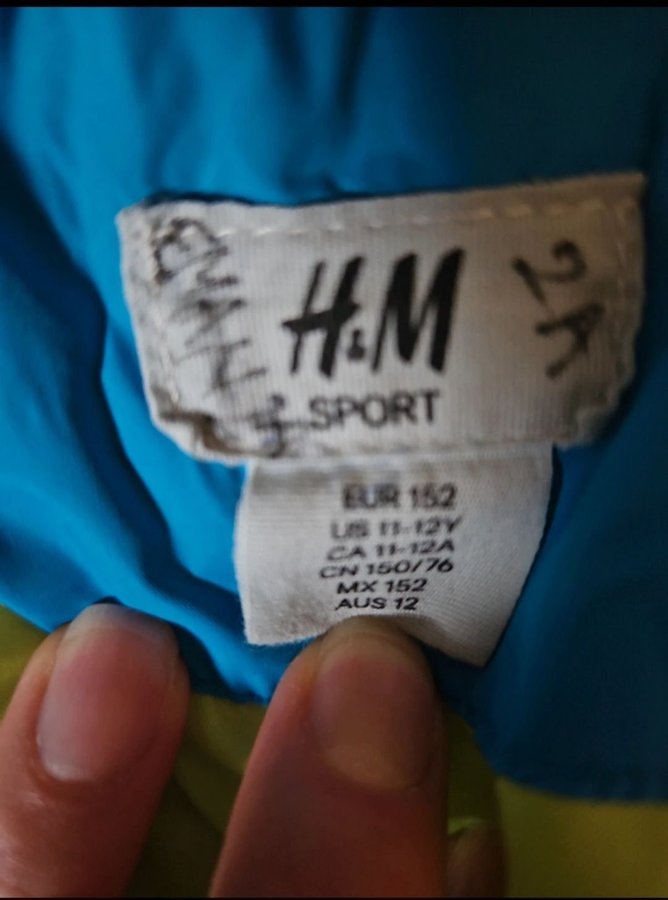 H&M
2A
SPORT
EUR 152
US 11-12Y
CA 11-12A
CN 150/76
MX 152
AUS 12